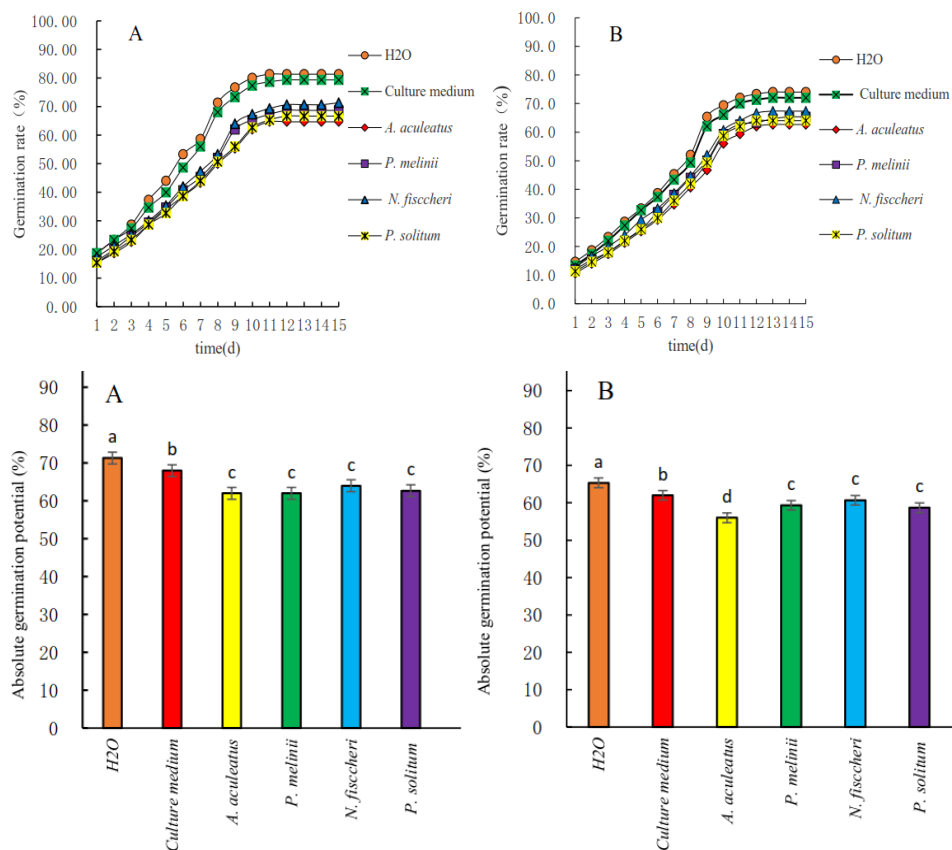 A
100.00
90.00
80.00
70.00
60.00
50.00
40.00
30.00
20.00
10.00
0.00
Germination rate (%)
1 2 3 4 5 6 7 8 9 10 11 12 13 14 15
time(d)
H2O
Culture medium
A. aculeatus
P. melinii
N. fisccheri
P. solitum
B
100.0
90.0
80.0
70.0
60.0
50.0
40.0
30.0
20.0
10.0
0.0
Germination rate (%)
1 2 3 4 5 6 7 8 9 10 11 12 13 14 15
time(d)
H2O
Culture medium
A. aculeatus
P. melinii
N. fisccheri
P. solitum
A
90
80
70
60
50
40
30
20
10
0
Absolute germination potential (%)
a b c c c c
H2O
Culture medium
A. aculeatus
P. melinii
N. fisccheri
P. solitum
B
90
80
70
60
50
40
30
20
10
0
Absolute germination potential (%)
a b d c c c
H2O
Culture medium
A. aculeatus
P. melinii
N. fisccheri
P. solitum